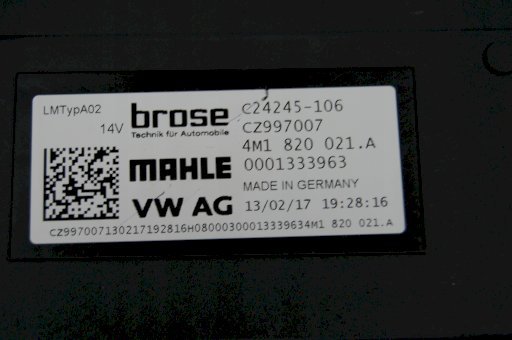 LMTypA02
14V
brose
Technik für Automobile
MAHLE
VW AG
C24245-106
CZ997007
4M1 820 021.A
0001333963
MADE IN GERMANY
13/02/17 19:28:16
CZ997007130217192816H08000300013339634M1 820 021.A